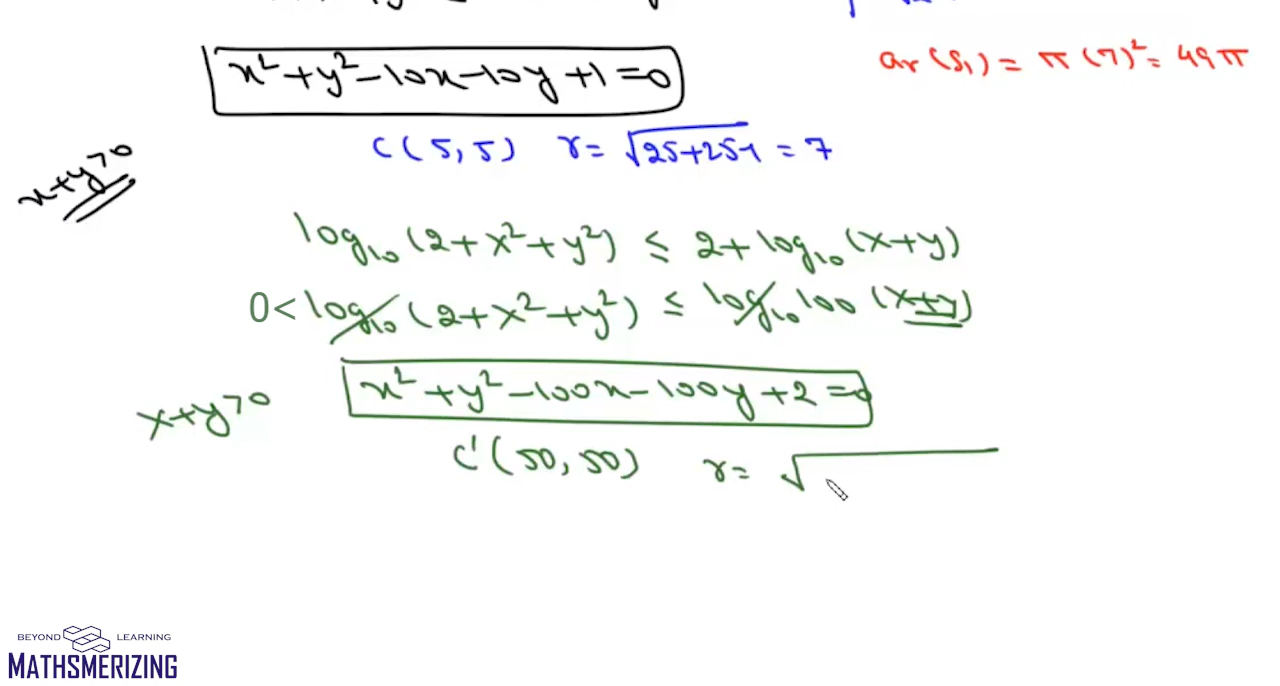 ar (S₁) = π (7)² = 49π
x² + y² - 10x - 10y + 1 = 0
C (5, 5) r = √25+25-1 = 7
x+y>0
log₁₀ (2 + x² + y²) ≤ 2 + log₁₀ (x + y)
0 < log₁₀ (2 + x² + y²) ≤ log₁₀ 100 (x + y)
x² + y² - 100x - 100y + 2 = 0
x+y>0
C' (50, 50) r = √
BEYOND LEARNING
MATHSMERIZING